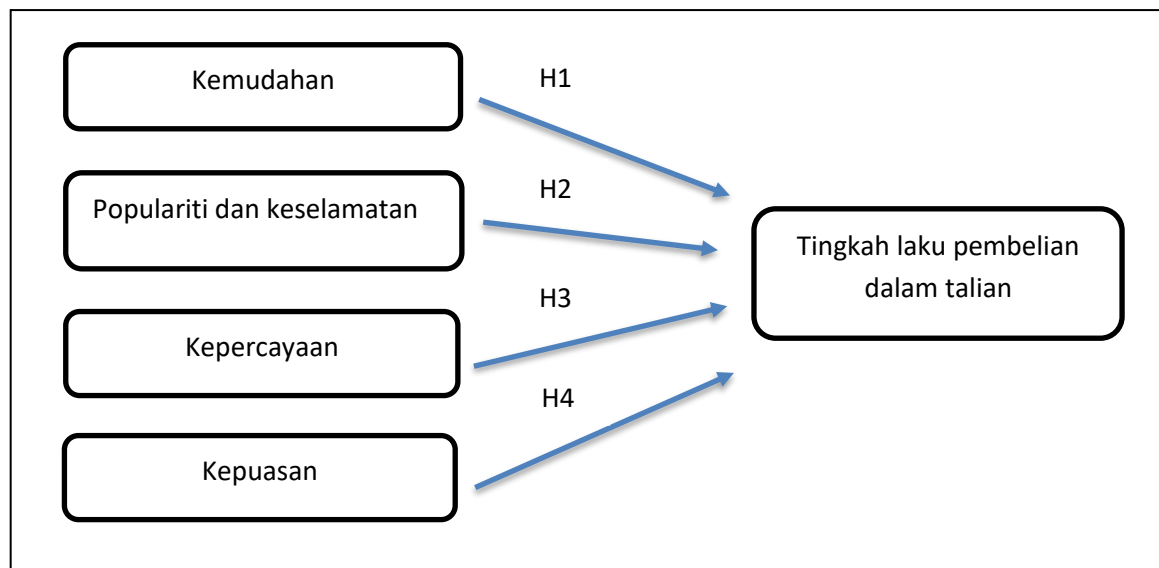 Kemudahan
H1
Populariti dan keselamatan
H2
Tingkah laku pembelian
dalam talian
Kepercayaan
H3
Kepuasan
H4